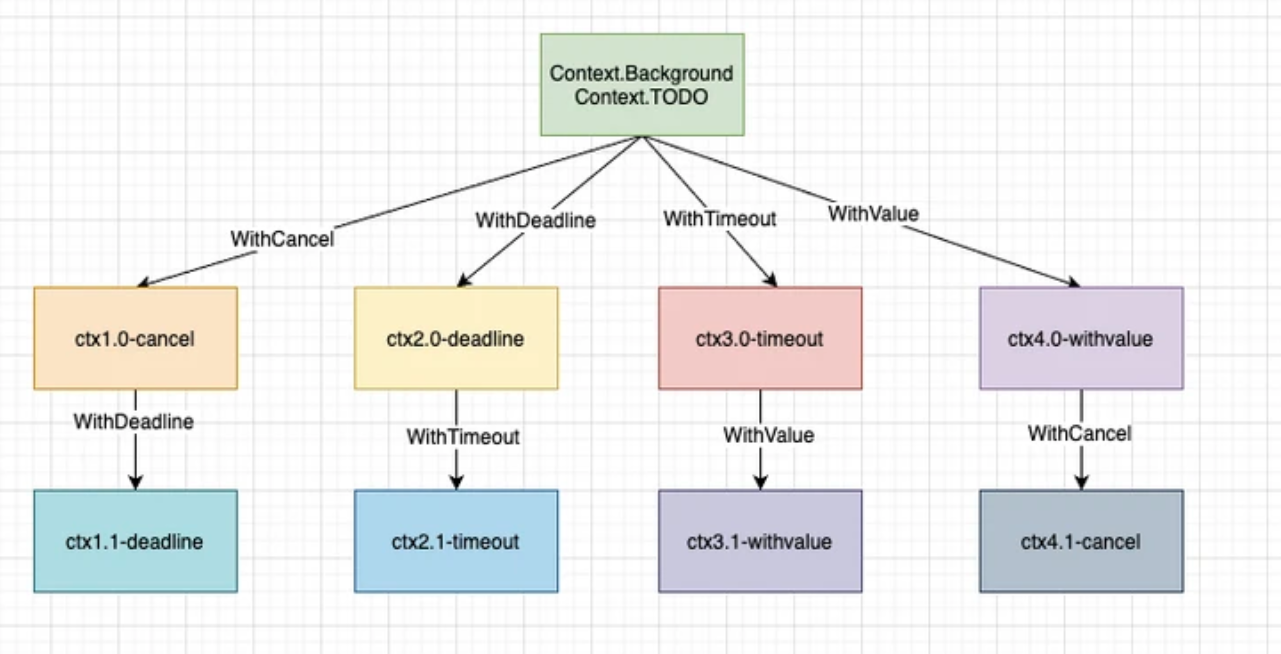 Context.Background
Context.TODO
WithCancel
WithDeadline
WithTimeout
WithValue
ctx1.0-cancel
ctx2.0-deadline
ctx3.0-timeout
ctx4.0-withvalue
WithDeadline
WithTimeout
WithValue
WithCancel
ctx1.1-deadline
ctx2.1-timeout
ctx3.1-withvalue
ctx4.1-cancel